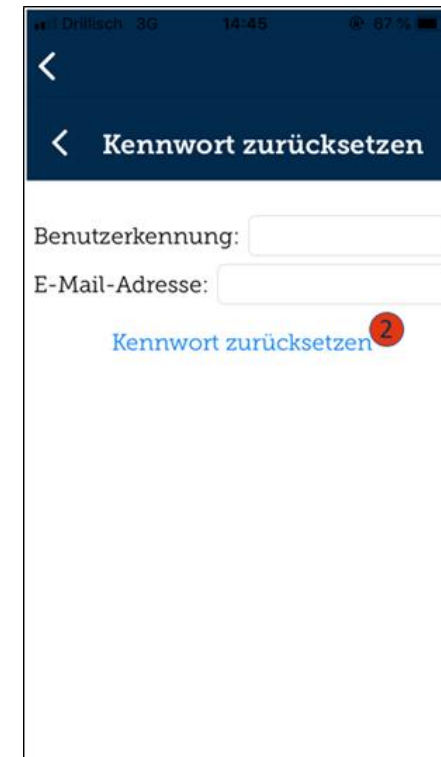 Drillisch 3G 14:45 67 %
Kennwort zurücksetzen
Benutzerkennung:
E-Mail-Adresse:
Kennwort zurücksetzen 2